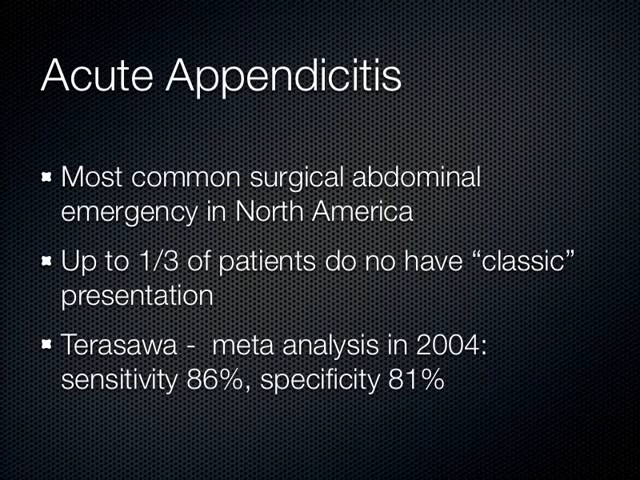 Acute Appendicitis
Most common surgical abdominal
emergency in North America
Up to 1/3 of patients do no have “classic”
presentation
Terasawa -  meta analysis in 2004:
sensitivity 86%, specificity 81%